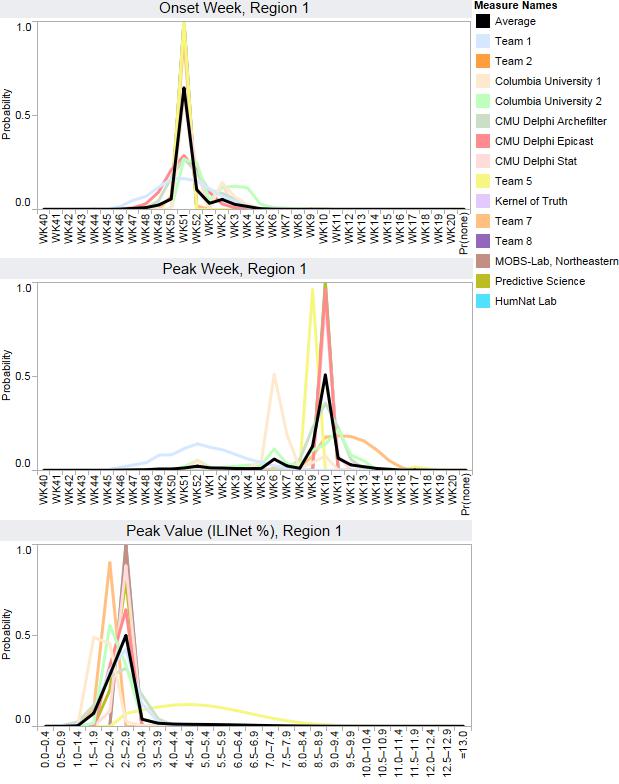 Onset Week, Region 1
1.0
0.5
0.0
Probability
WK40
WK41
WK42
WK43
WK44
WK45
WK46
WK47
WK48
WK49
WK50
WK51
WK52
WK1
WK2
WK3
WK4
WK5
WK6
WK7
WK8
WK9
WK10
WK11
WK12
WK13
WK14
WK15
WK16
WK17
WK18
WK19
WK20
Pr(none)
Peak Week, Region 1
1.0
0.5
0.0
Probability
WK40
WK41
WK42
WK43
WK44
WK45
WK46
WK47
WK48
WK49
WK50
WK51
WK52
WK1
WK2
WK3
WK4
WK5
WK6
WK7
WK8
WK9
WK10
WK11
WK12
WK13
WK14
WK15
WK16
WK17
WK18
WK19
WK20
Pr(none)
Peak Value (ILINet %), Region 1
1.0
0.5
0.0
Probability
0.0–0.4
0.5–0.9
1.0–1.4
1.5–1.9
2.0–2.4
2.5–2.9
3.0–3.4
3.5–3.9
4.0–4.4
4.5–4.9
5.0–5.4
5.5–5.9
6.0–6.4
6.5–6.9
7.0–7.4
7.5–7.9
8.0–8.4
8.5–8.9
9.0–9.4
9.5–9.9
10.0–10.4
10.5–10.9
11.0–11.4
11.5–11.9
12.0–12.4
12.5–12.9
=13.0
Measure Names
Average
Team 1
Team 2
Columbia University 1
Columbia University 2
CMU Delphi Archefilter
CMU Delphi Epicast
CMU Delphi Stat
Team 5
Kernel of Truth
Team 7
Team 8
MOBS-Lab, Northeastern
Predictive Science
HumNat Lab